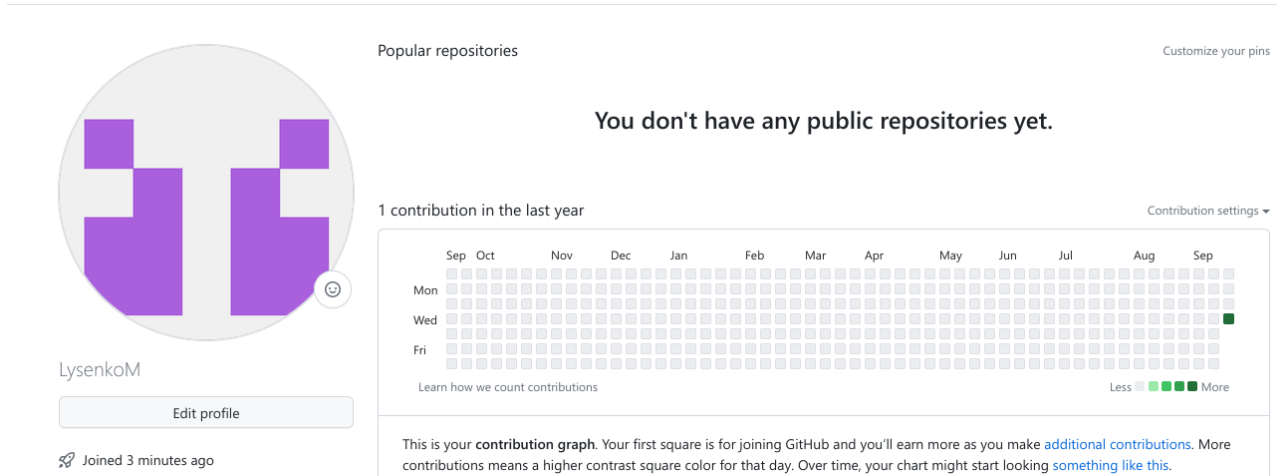 Popular repositories
Customize your pins
You don't have any public repositories yet.
1 contribution in the last year
Contribution settings
Sep Oct Nov Dec Jan Feb Mar Apr May Jun Jul Aug Sep
Mon
Wed
Fri
Learn how we count contributions
Less More
This is your contribution graph. Your first square is for joining GitHub and you'll earn more as you make additional contributions. More
contributions means a higher contrast square color for that day. Over time, your chart might start looking something like this.
LysenkoM
Edit profile
Joined 3 minutes ago